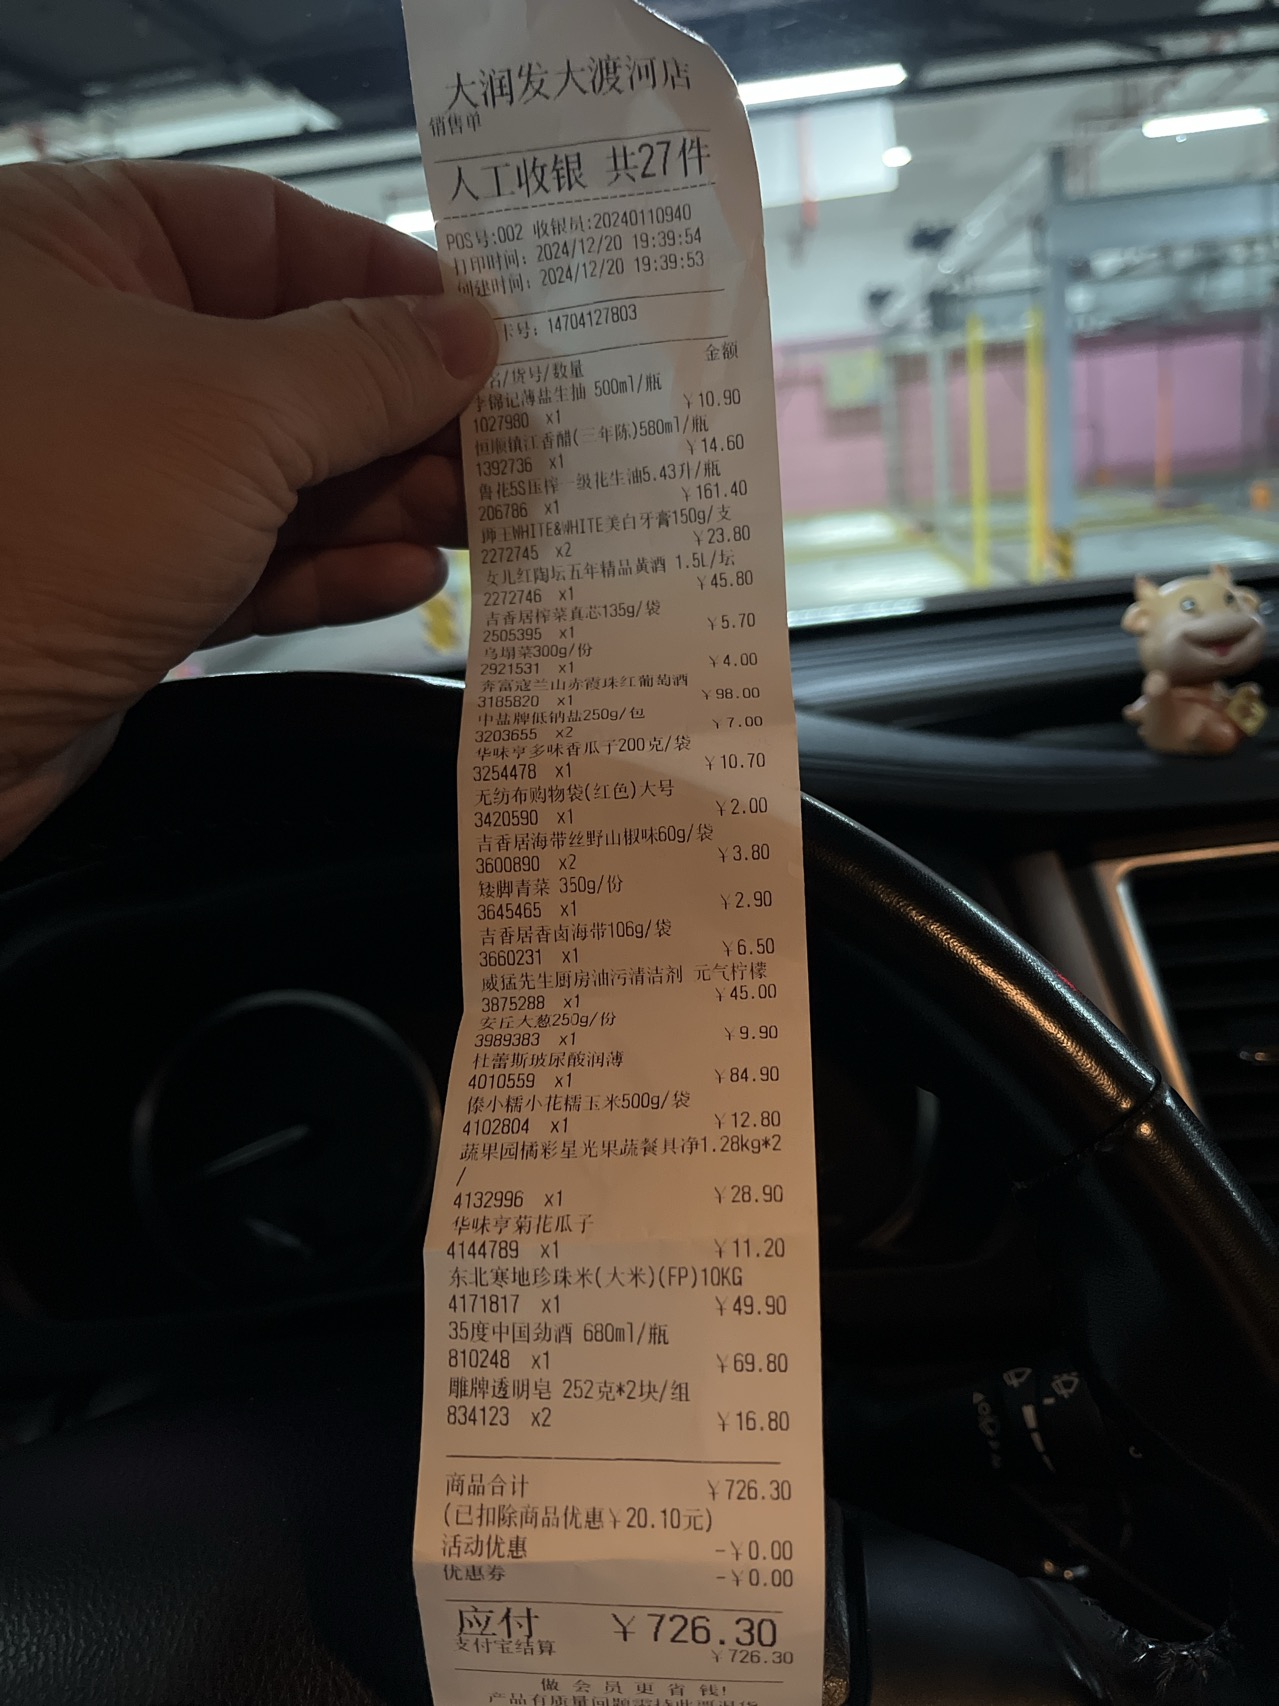 大润发大渡河店
销售单
人工收银 共27件
POS号:002 收银员:20240110940
打印时间: 2024/12/20 19:39:54
创建时间: 2024/12/20 19:39:53
卡号: 14704127803
金额
名/货号/数量
李锦记薄盐生抽 500ml/瓶
1027980 x1 ￥10.90
恒顺镇江香醋(三年陈)580ml/瓶
1392736 x1 ￥14.60
鲁花5S压榨一级花生油5.43升/瓶
206786 x1 ￥161.40
狮王WHITE&WHITE美白牙膏150g/支
2272745 x2 ￥23.80
女儿红陶坛五年精品黄酒 1.5L/坛
2272746 x1 ￥45.80
吉香居榨菜真芯135g/袋
2505395 x1 ￥5.70
乌塌菜300g/份
2921531 x1 ￥4.00
奔富寇兰山赤霞珠红葡萄酒
3185820 x1 ￥98.00
中盐牌低钠盐250g/包
3203655 x2 ￥7.00
华味亨多味香瓜子200克/袋
3254478 x1 ￥10.70
无纺布购物袋(红色)大号
3420590 x1 ￥2.00
吉香居海带丝野山椒味60g/袋
3600890 x2 ￥3.80
矮脚青菜 350g/份
3645465 x1 ￥2.90
吉香居香卤海带106g/袋
3660231 x1 ￥6.50
威猛先生厨房油污清洁剂 元气柠檬
3875288 x1 ￥45.00
安丘大葱250g/份
3989383 x1 ￥9.90
杜蕾斯玻尿酸润薄
4010559 x1 ￥84.90
傣小糯小花糯玉米500g/袋
4102804 x1 ￥12.80
蔬果园橘彩星光果蔬餐具净1.28kg*2
/
4132996 x1 ￥28.90
华味亨菊花瓜子
4144789 x1 ￥11.20
东北寒地珍珠米(大米)(FP)10KG
4171817 x1 ￥49.90
35度中国劲酒 680ml/瓶
810248 x1 ￥69.80
雕牌透明皂 252克*2块/组
834123 x2 ￥16.80
商品合计 ￥726.30
(已扣除商品优惠￥20.10元)
活动优惠 -￥0.00
优惠券 -￥0.00
应付 ￥726.30
支付宝结算 ￥726.30
做 会 员 更 省 钱!